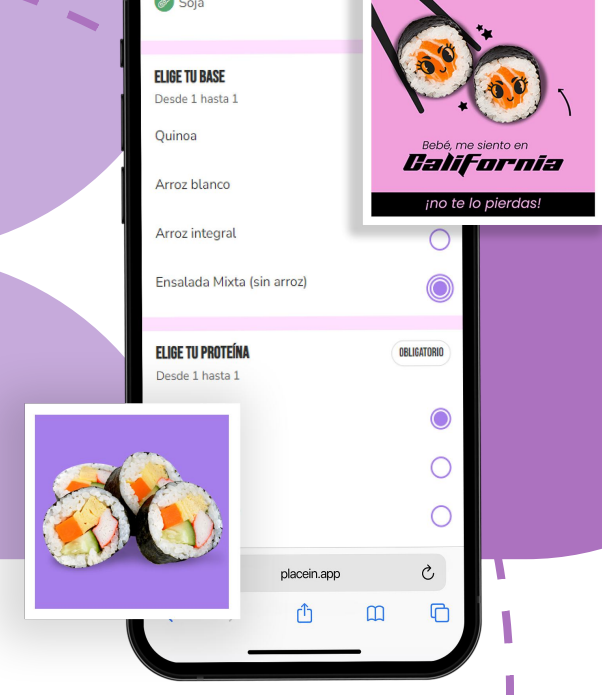 Soja
ELIGE TU BASE
Desde 1 hasta 1
Quinoa
Arroz blanco
Arroz integral
Ensalada Mixta (sin arroz)
Bebé, me siento en
California
¡no te lo pierdas!
ELIGE TU PROTEÍNA
OBLIGATORIO
Desde 1 hasta 1
placein.app